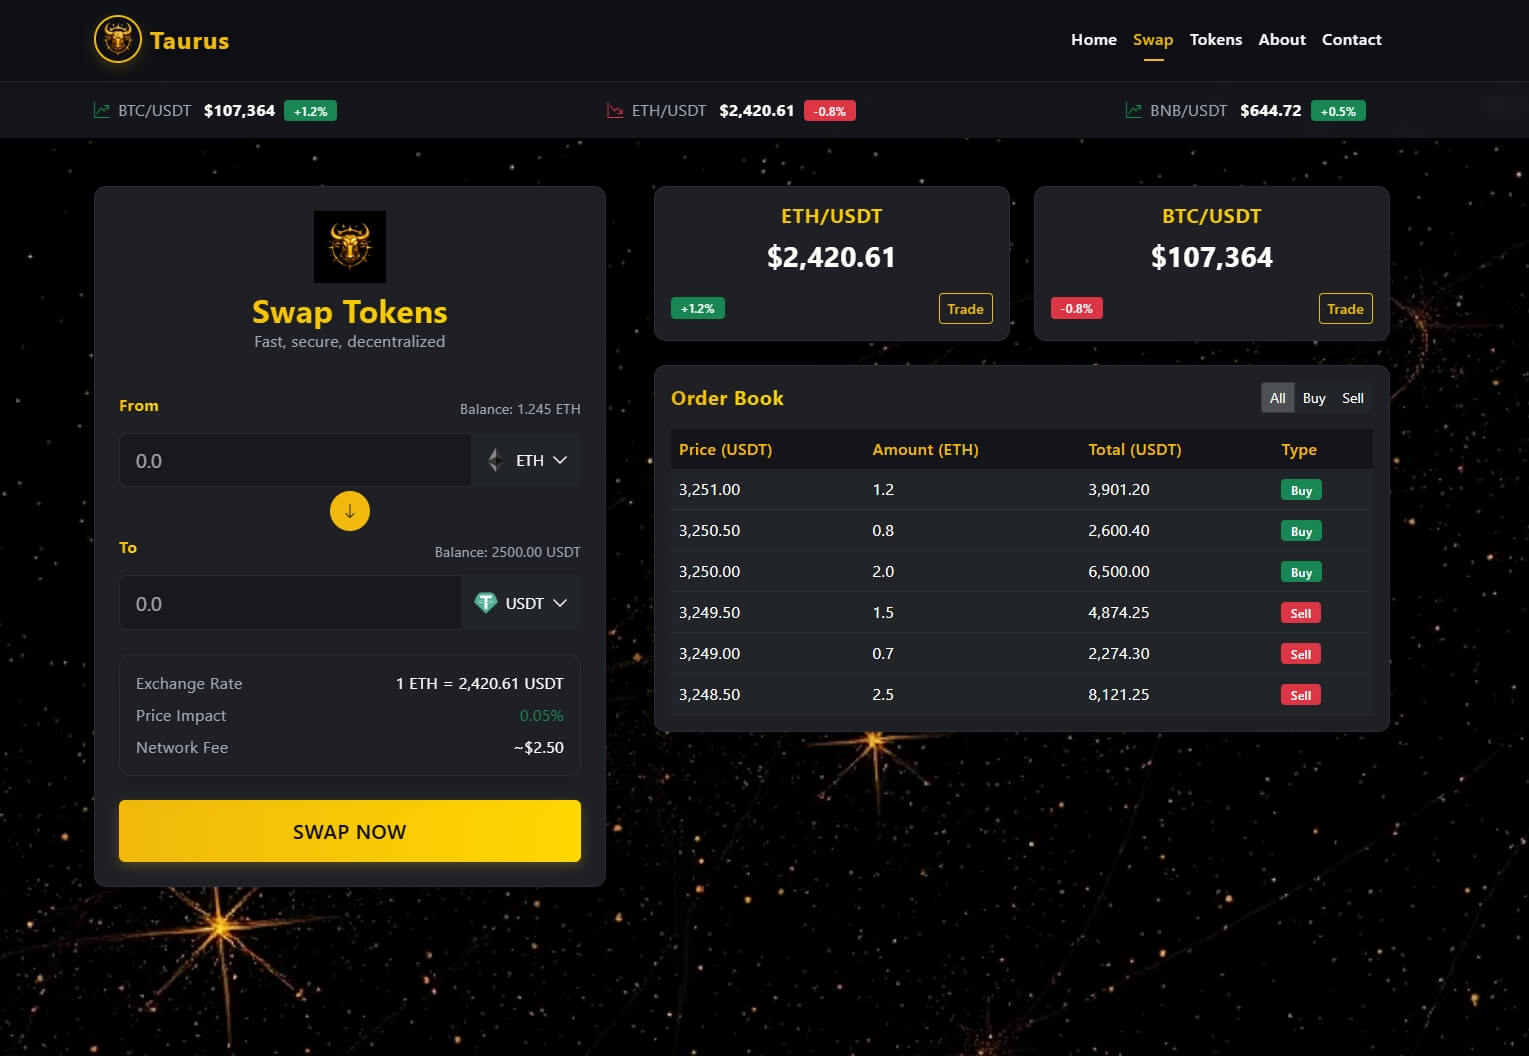 Taurus
Home Swap Tokens About Contact
BTC/USDT $107,364 +1.2%
ETH/USDT $2,420.61 -0.8%
BNB/USDT $644.72 +0.5%
Swap Tokens
Fast, secure, decentralized
From
Balance: 1.245 ETH
0.0
ETH
To
Balance: 2500.00 USDT
0.0
USDT
Exchange Rate 1 ETH = 2,420.61 USDT
Price Impact 0.05%
Network Fee ~$2.50
SWAP NOW
ETH/USDT
$2,420.61
+1.2% Trade
BTC/USDT
$107,364
-0.8% Trade
Order Book
All Buy Sell
Price (USDT) Amount (ETH) Total (USDT) Type
3,251.00 1.2 3,901.20 Buy
3,250.50 0.8 2,600.40 Buy
3,250.00 2.0 6,500.00 Buy
3,249.50 1.5 4,874.25 Sell
3,249.00 0.7 2,274.30 Sell
3,248.50 2.5 8,121.25 Sell